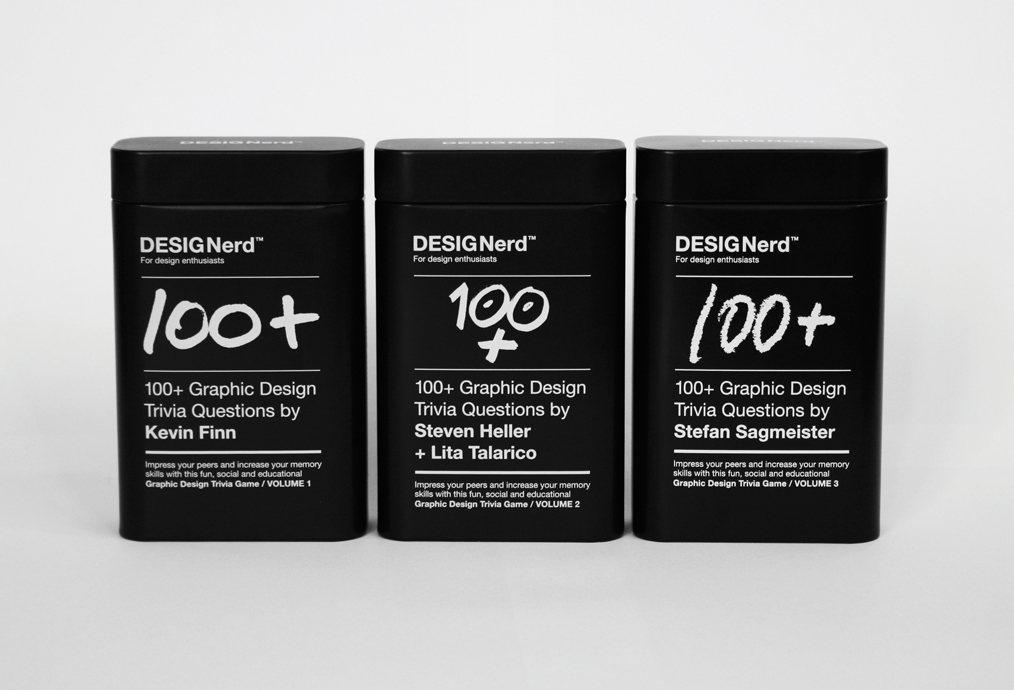 DESIGNerd™
DESIGNerd™
DESIGNerd™
DESIGNerd™
For design enthusiasts
100+
100+ Graphic Design
Trivia Questions by
Kevin Finn
Impress your peers and increase your memory
skills with this fun, social and educational
Graphic Design Trivia Game / VOLUME 1
DESIGNerd™
For design enthusiasts
100
+
100+ Graphic Design
Trivia Questions by
Steven Heller
+ Lita Talarico
Impress your peers and increase your memory
skills with this fun, social and educational
Graphic Design Trivia Game / VOLUME 2
DESIGNerd™
For design enthusiasts
100+
100+ Graphic Design
Trivia Questions by
Stefan Sagmeister
Impress your peers and increase your memory
skills with this fun, social and educational
Graphic Design Trivia Game / VOLUME 3